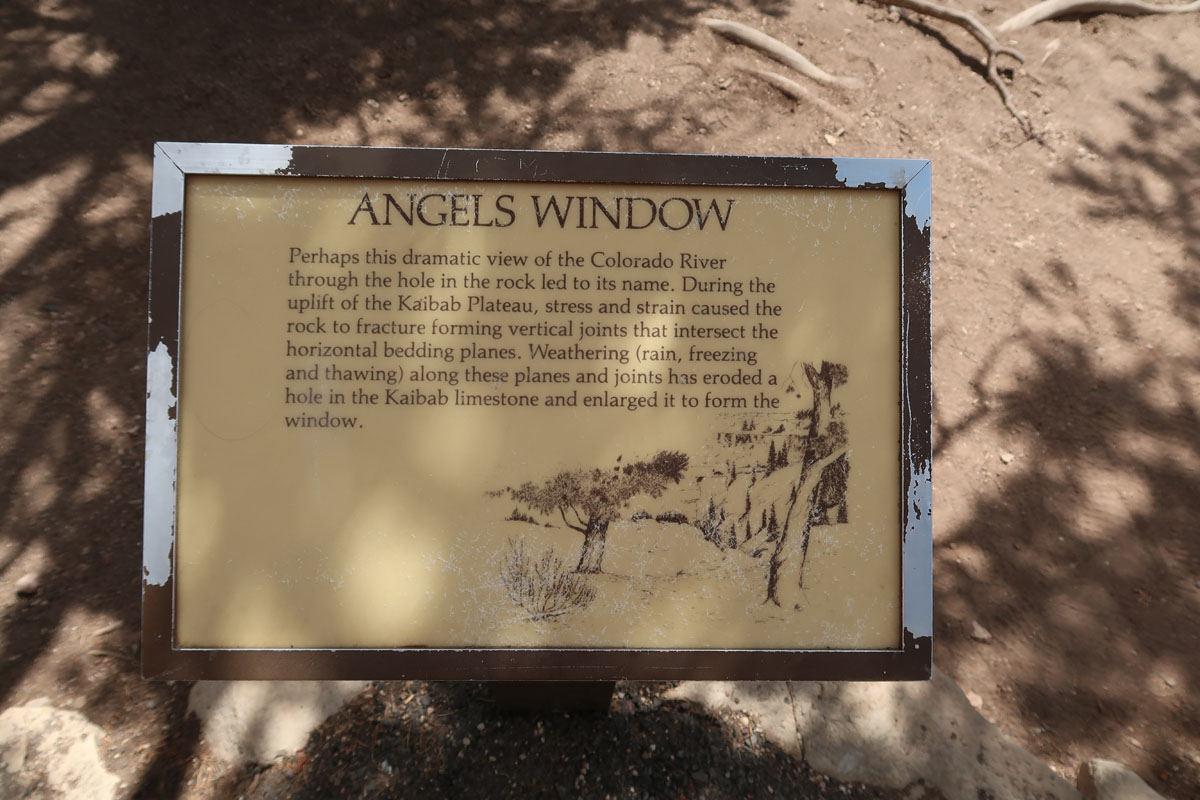 ANGELS WINDOW
Perhaps this dramatic view of the Colorado River
through the hole in the rock led to its name. During the
uplift of the Kaibab Plateau, stress and strain caused the
rock to fracture forming vertical joints that intersect the
horizontal bedding planes. Weathering (rain, freezing
and thawing) along these planes and joints has eroded a
hole in the Kaibab limestone and enlarged it to form the
window.